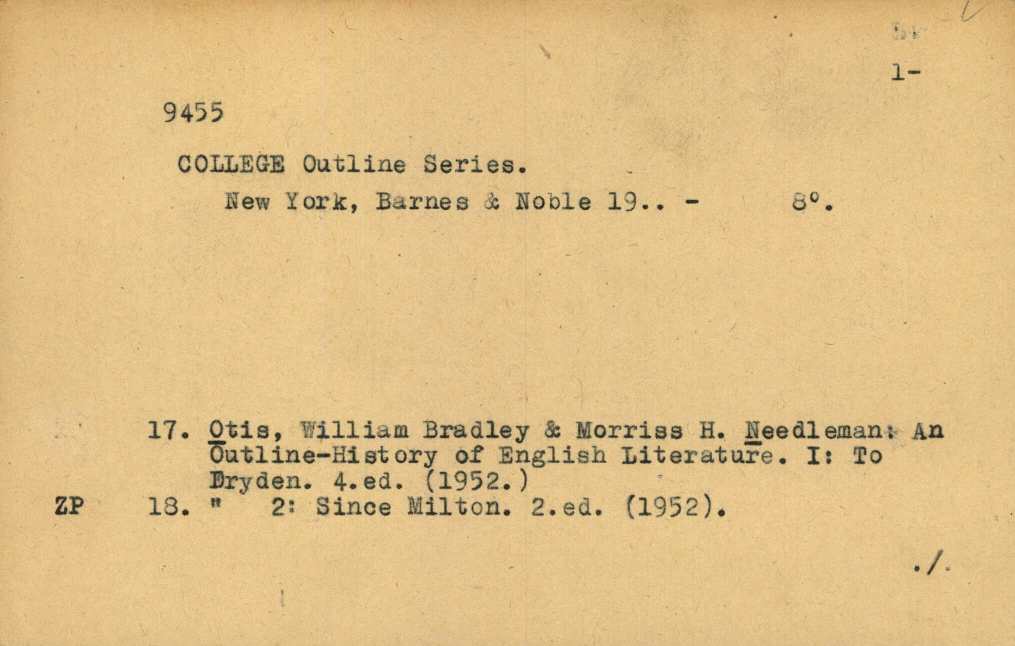 1-
9455
COLLEGE Outline Series.
New York, Barnes & Noble 19.. - 8°.
17. Otis, William Bradley & Morriss H. Needleman: An
Outline-History of English Literature. I: To
Dryden. 4.ed. (1952.)
ZP 18. " 2: Since Milton. 2.ed. (1952).
./.